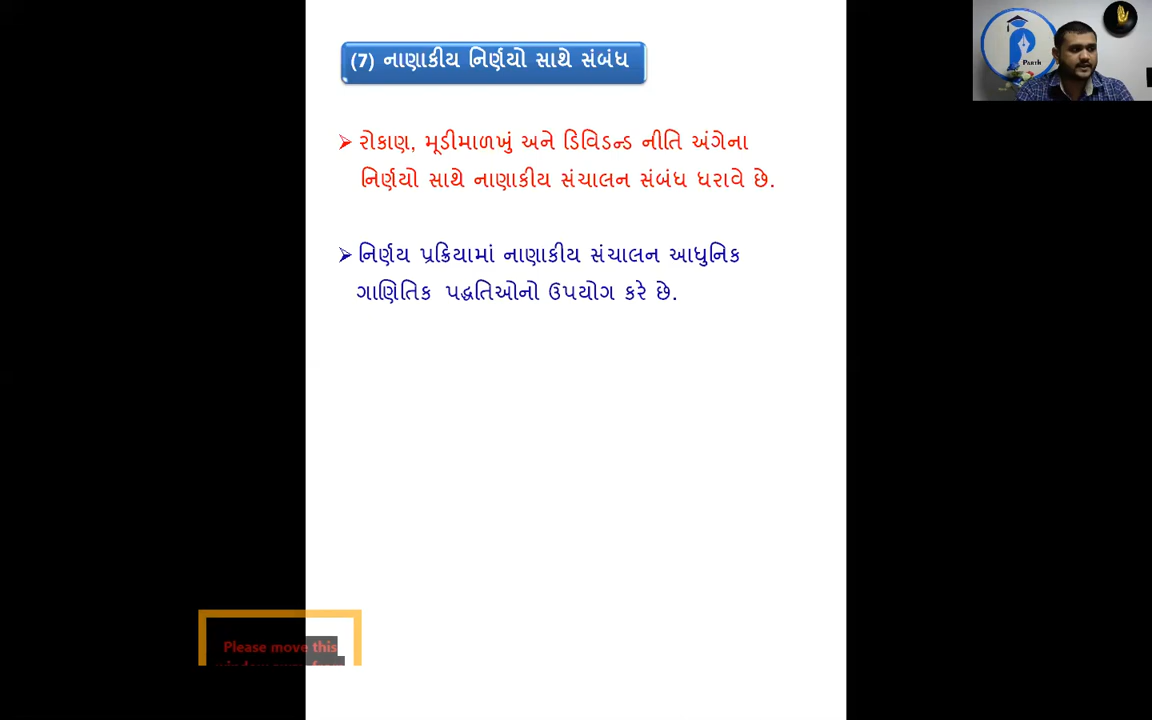 (7) નાણાકીય નિર્ણયો સાથે સંબંધ
Parth
➢ રોકાણ, મૂડીમાળખું અને ડિવિડન્ડ નીતિ અંગેના
નિર્ણયો સાથે નાણાકીય સંચાલન સંબંધ ધરાવે છે.
➢ નિર્ણય પ્રક્રિયામાં નાણાકીય સંચાલન આધુનિક
ગાણિતિક પદ્ધતિઓનો ઉપયોગ કરે છે.
Please move this